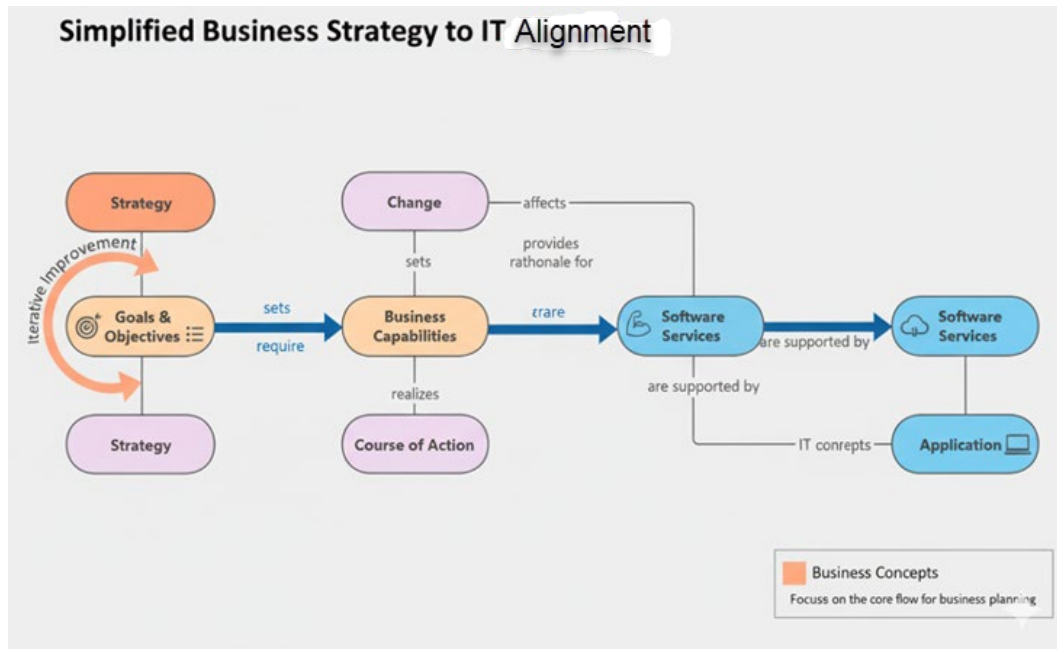 Simplified Business Strategy to IT Alignment
Strategy
Change
affects
Iterative Improvement
sets
provides
rathonale for
Goals &
Objectives
sets
require
Business
Capabilities
ɛrare
Software
Services
are supported by
Software
Services
realizes
are supported by
Strategy
Course of Action
IT conrepts
Application
Business Concepts
Focuss on the core flow for business planning